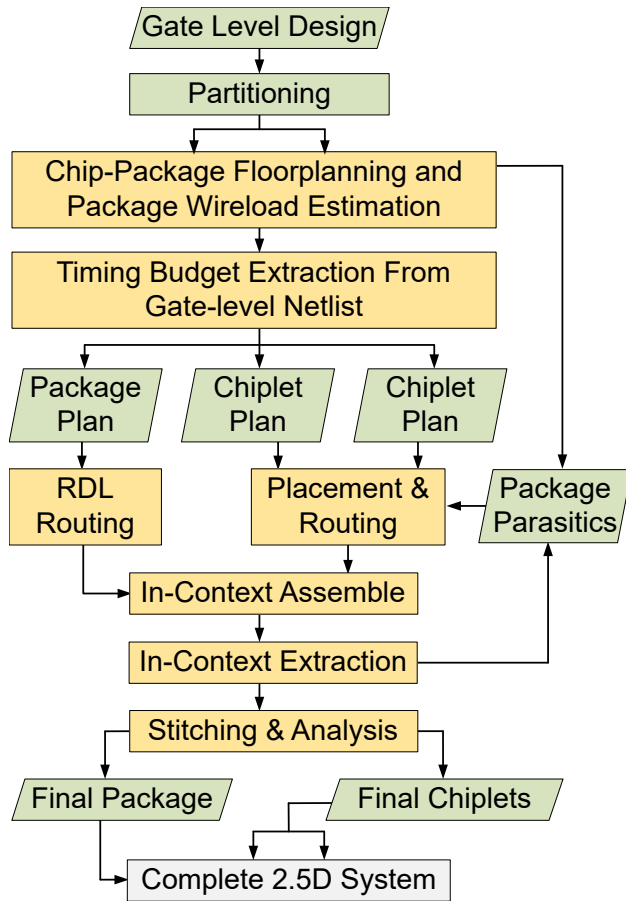 Gate Level Design
Partitioning
Chip-Package Floorplanning and
Package Wireload Estimation
Timing Budget Extraction From
Gate-level Netlist
Package
Plan
Chiplet
Plan
Chiplet
Plan
RDL
Routing
Placement &
Routing
Package
Parasitics
In-Context Assemble
In-Context Extraction
Stitching & Analysis
Final Package
Final Chiplets
Complete 2.5D System